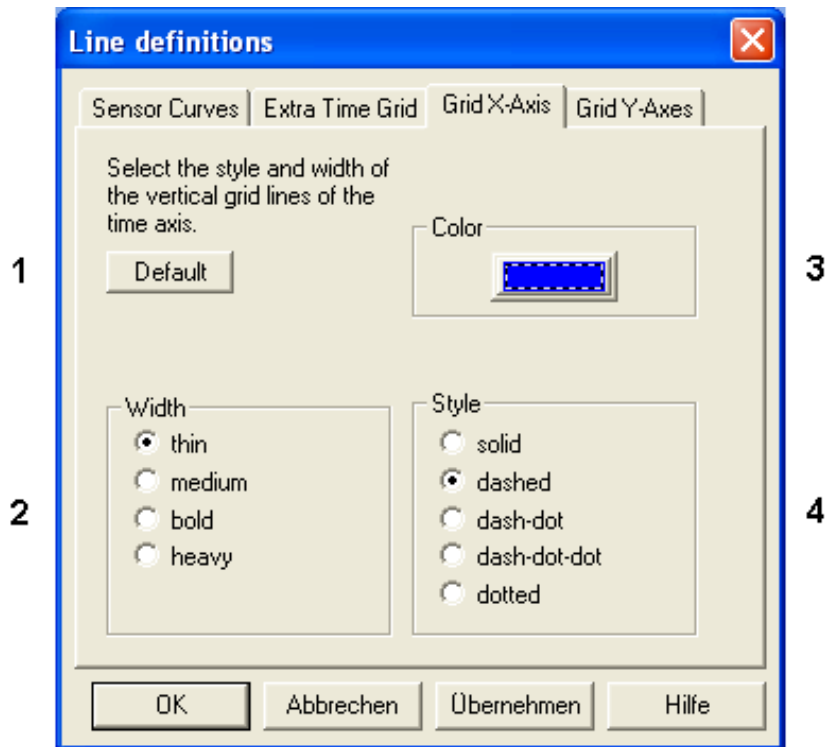 Line definitions
Sensor Curves Extra Time Grid Grid X-Axis Grid Y-Axes
Select the style and width of
the vertical grid lines of the
time axis.
Color
1
Default
3
Width
thin
medium
bold
heavy
2
Style
solid
dashed
dash-dot
dash-dot-dot
dotted
4
OK Abbrechen Übernehmen Hilfe